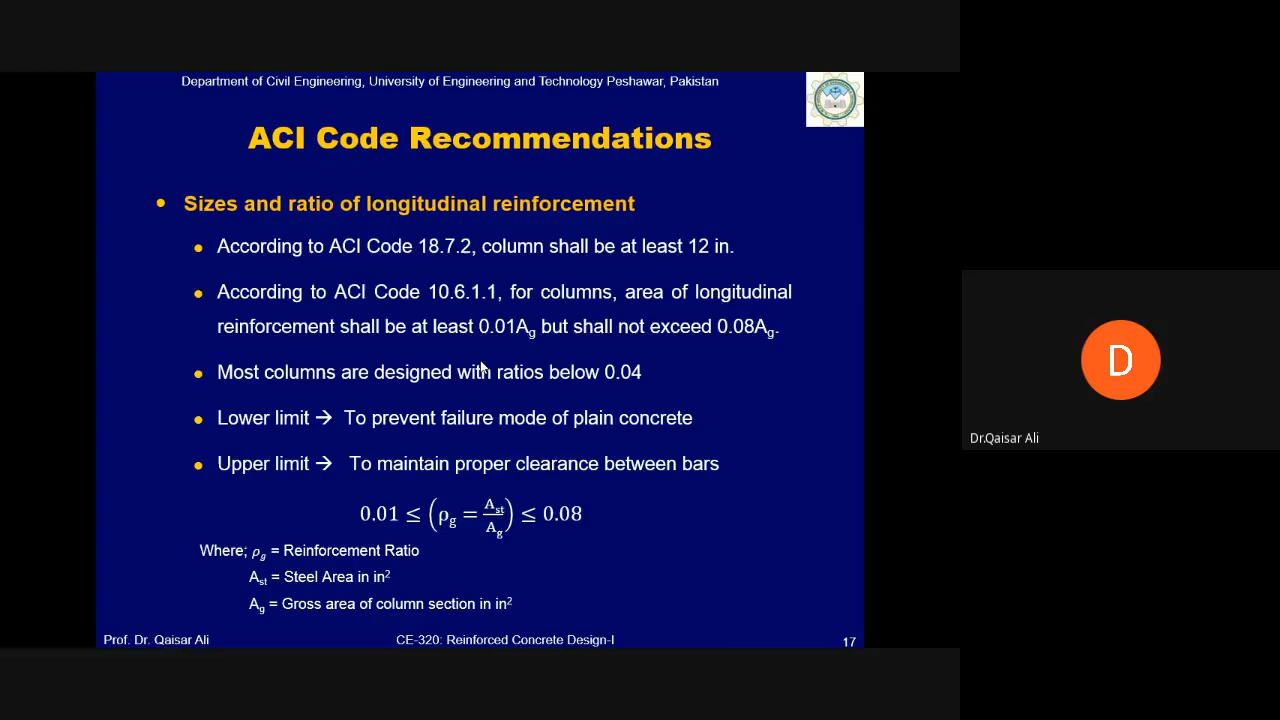 Department of Civil Engineering, University of Engineering and Technology Peshawar, Pakistan
ACI Code Recommendations
• Sizes and ratio of longitudinal reinforcement
• According to ACI Code 18.7.2, column shall be at least 12 in.
• According to ACI Code 10.6.1.1, for columns, area of longitudinal
reinforcement shall be at least 0.01Ag but shall not exceed 0.08Ag.
• Most columns are designed with ratios below 0.04
• Lower limit → To prevent failure mode of plain concrete
• Upper limit → To maintain proper clearance between bars
0.01 ≤ (ρg = Ast/Ag) ≤ 0.08
Where; ρg = Reinforcement Ratio
Ast = Steel Area in in²
Ag = Gross area of column section in in²
Prof. Dr. Qaisar Ali CE-320: Reinforced Concrete Design-I 17
D
Dr.Qaisar Ali